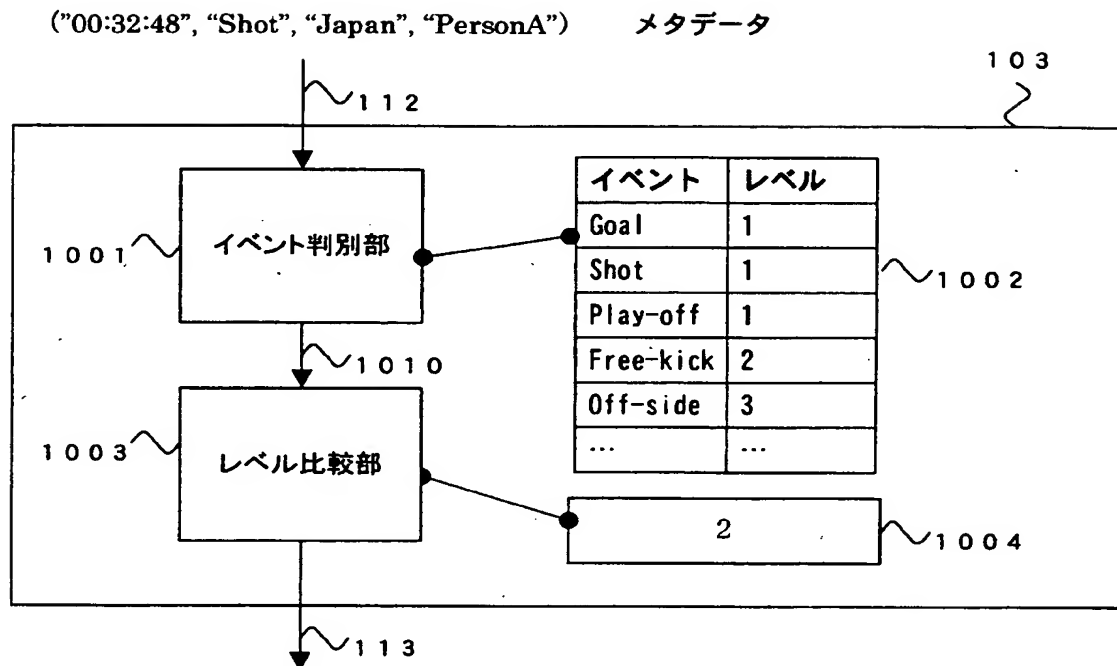 ("00:32:48", “Shot”, “Japan”, “PersonA”) メタデータ
103
112
イベント レベル
Goal 1
1001 イベント判別部
Shot 1
1002
Play-off 1
1010
Free-kick 2
Off-side 3
1003 レベル比較部
… …
2
1004
113